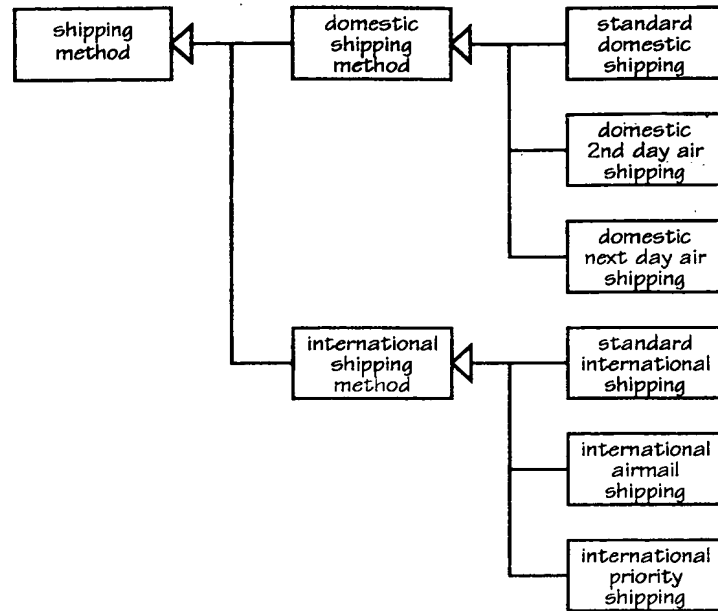 shipping
method
domestic
shipping
method
standard
domestic
shipping
domestic
2nd day air
shipping
domestic
next day air
shipping
international
shipping
method
standard
international
shipping
international
airmail
shipping
international
priority
shipping